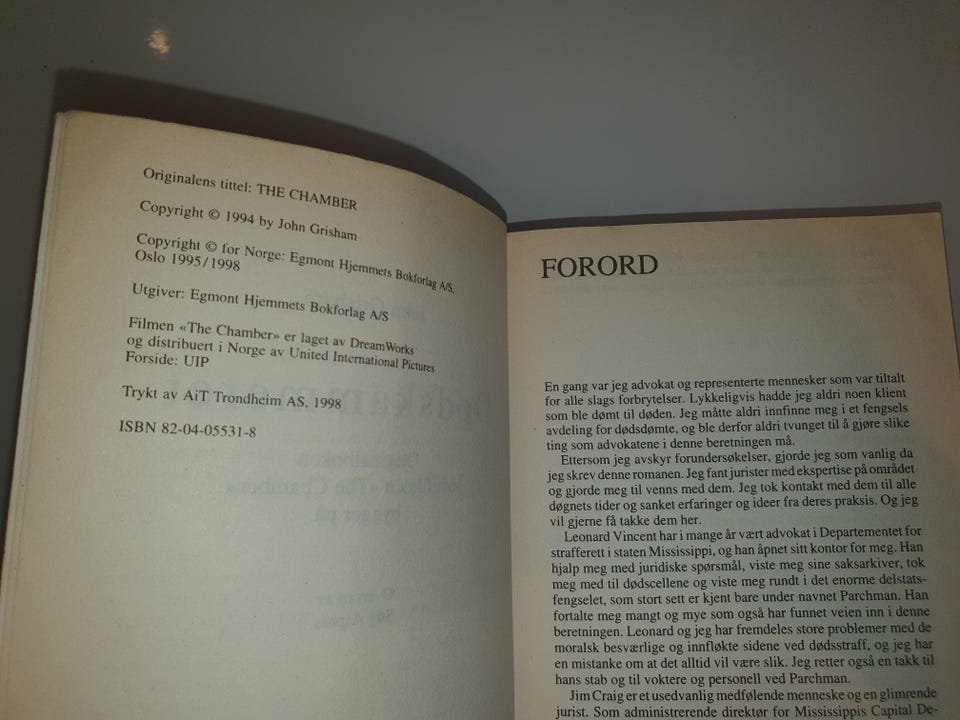 Originalens tittel: THE CHAMBER
Copyright © 1994 by John Grisham
Copyright © for Norge: Egmont Hjemmets Bokforlag A/S,
Oslo 1995/1998
Utgiver: Egmont Hjemmets Bokforlag A/S
Filmen «The Chamber» er laget av DreamWorks
og distribuert i Norge av United International Pictures
Forside: UIP
Trykt av AiT Trondheim AS, 1998
ISBN 82-04-05531-8
FORORD
En gang var jeg advokat og representerte mennesker som var tiltalt
for alle slags forbrytelser. Lykkeligvis hadde jeg aldri noen klient
som ble dømt til døden. Jeg måtte aldri innfinne meg i et fengsels
avdeling for dødsdømte, og ble derfor aldri tvunget til å gjøre slike
ting som advokatene i denne beretningen må.
Ettersom jeg avskyr forundersøkelser, gjorde jeg som vanlig da
jeg skrev denne romanen. Jeg fant jurister med ekspertise på området
og gjorde meg til venns med dem. Jeg tok kontakt med dem til alle
døgnets tider og sanket erfaringer og ideer fra deres praksis. Og jeg
vil gjerne få takke dem her.
Leonard Vincent har i mange år vært advokat i Departementet for
strafferett i staten Mississippi, og han åpnet sitt kontor for meg. Han
hjalp meg med juridiske spørsmål, viste meg sine saksarkiver, tok
meg med til dødscellene og viste meg rundt i det enorme delstats-
fengselet, som stort sett er kjent bare under navnet Parchman. Han
fortalte meg mangt og mye som også har funnet veien inn i denne
beretningen. Leonard og jeg har fremdeles store problemer med de
moralsk besværlige og innfløkte sidene ved dødsstraff, og jeg har
en mistanke om at det alltid vil være slik. Jeg retter også en takk til
hans stab og til voktere og personell ved Parchman.
Jim Craig er et usedvanlig medfølende menneske og en glimrende
jurist. Som administrerende direktør for Mississippis Capital De-